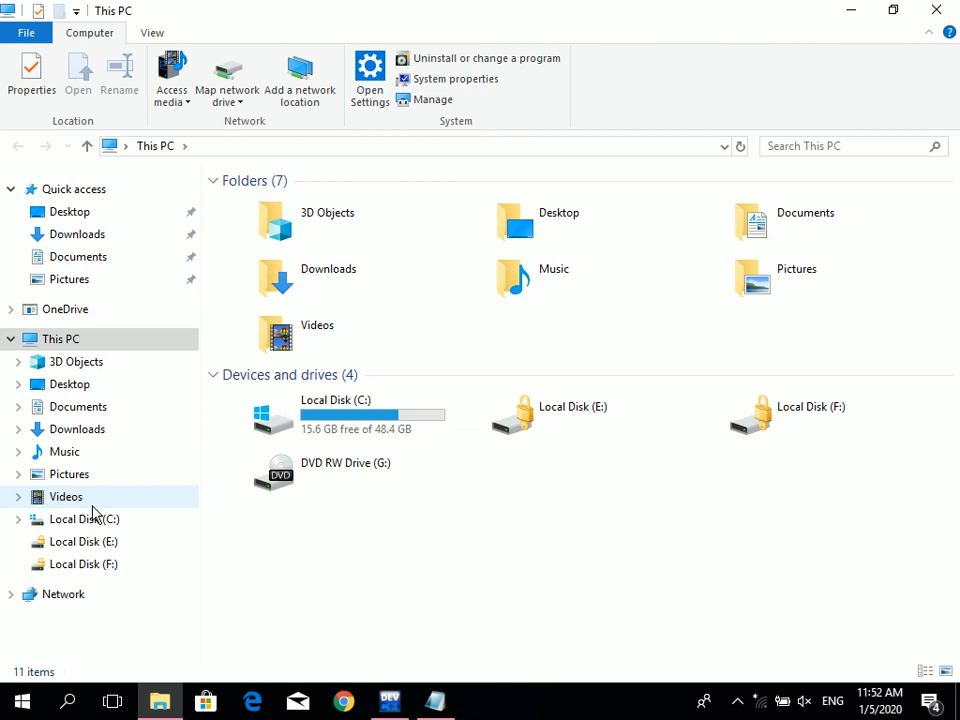 This PC
File
Computer
View
Properties
Open
Rename
Access media
Map network drive
Add a network location
Open Settings
Uninstall or change a program
System properties
Manage
Location
Network
System
This PC
Search This PC
Quick access
Desktop
Downloads
Documents
Pictures
OneDrive
This PC
3D Objects
Desktop
Documents
Downloads
Music
Pictures
Videos
Local Disk (C:)
Local Disk (E:)
Local Disk (F:)
Network
Folders (7)
3D Objects
Desktop
Documents
Downloads
Music
Pictures
Videos
Devices and drives (4)
Local Disk (C:)
15.6 GB free of 48.4 GB
Local Disk (E:)
Local Disk (F:)
DVD
DVD RW Drive (G:)
11 items
DEV
ENG
11:52 AM
1/5/2020
4